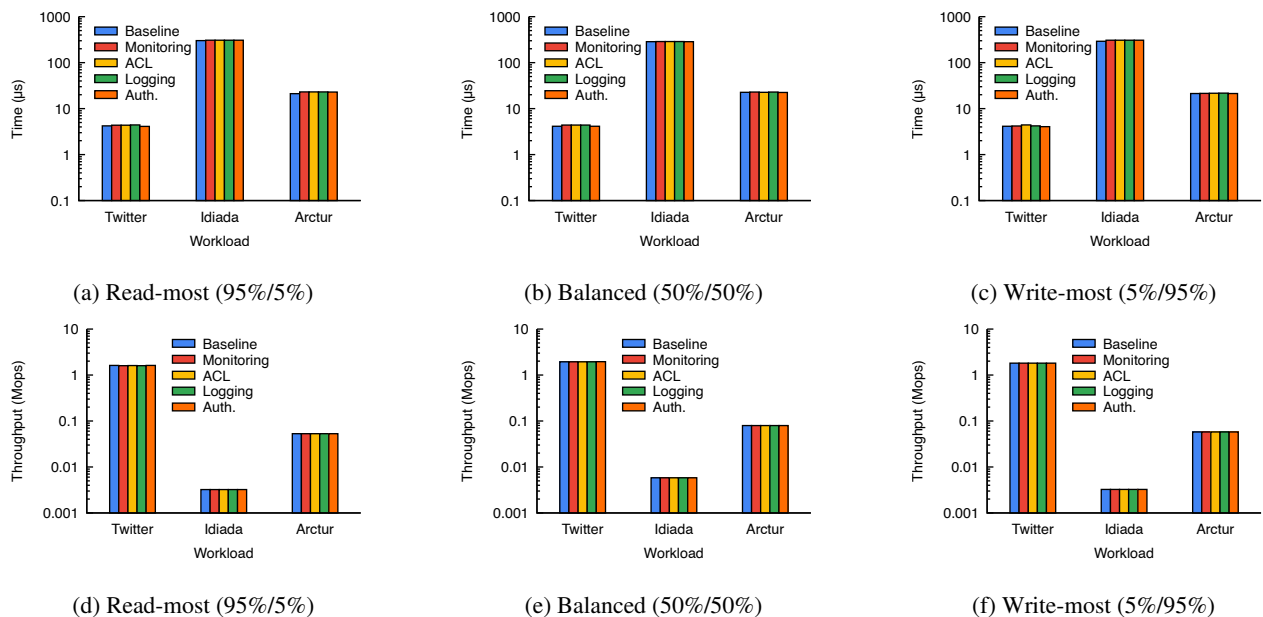 1000
100
10
1
0.1
Time (μs)
Baseline
Monitoring
ACL
Logging
Auth.
Twitter Idiada Arctur
Workload
(a) Read-most (95%/5%)
1000
100
10
1
0.1
Time (μs)
Baseline
Monitoring
ACL
Logging
Auth.
Twitter Idiada Arctur
Workload
(b) Balanced (50%/50%)
1000
100
10
1
0.1
Time (μs)
Baseline
Monitoring
ACL
Logging
Auth.
Twitter Idiada Arctur
Workload
(c) Write-most (5%/95%)
10
1
0.1
0.01
0.001
Throughput (Mops)
Baseline
Monitoring
ACL
Logging
Auth.
Twitter Idiada Arctur
Workload
(d) Read-most (95%/5%)
10
1
0.1
0.01
0.001
Throughput (Mops)
Baseline
Monitoring
ACL
Logging
Auth.
Twitter Idiada Arctur
Workload
(e) Balanced (50%/50%)
10
1
0.1
0.01
0.001
Throughput (Mops)
Baseline
Monitoring
ACL
Logging
Auth.
Twitter Idiada Arctur
Workload
(f) Write-most (5%/95%)